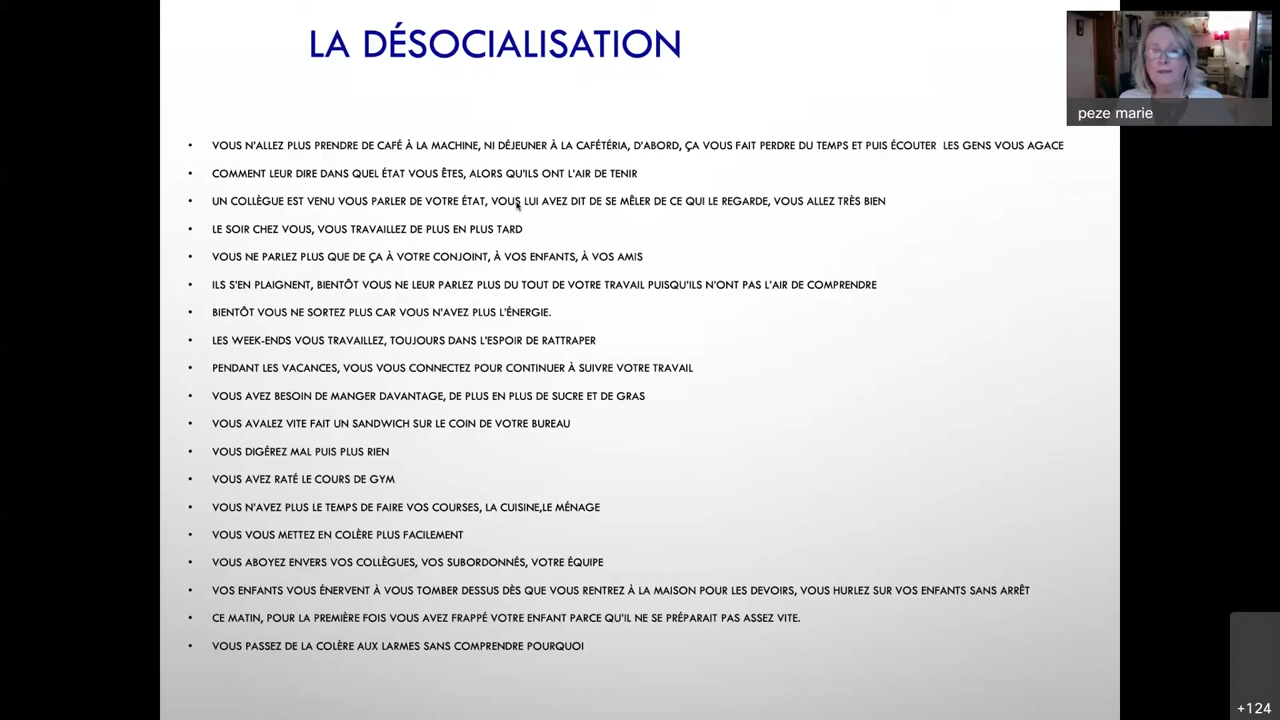 LA DÉSOCIALISATION
peze marie
• VOUS N'ALLEZ PLUS PRENDRE DE CAFÉ À LA MACHINE, NI DÉJEUNER À LA CAFÉTÉRIA, D'ABORD, ÇA VOUS FAIT PERDRE DU TEMPS ET PUIS ÉCOUTER LES GENS VOUS AGACE
• COMMENT LEUR DIRE DANS QUEL ÉTAT VOUS ÊTES, ALORS QU'ILS ONT L'AIR DE TENIR
• UN COLLÈGUE EST VENU VOUS PARLER DE VOTRE ÉTAT, VOUS LUI AVEZ DIT DE SE MÊLER DE CE QUI LE REGARDE, VOUS ALLEZ TRÈS BIEN
• LE SOIR CHEZ VOUS, VOUS TRAVAILLEZ DE PLUS EN PLUS TARD
• VOUS NE PARLEZ PLUS QUE DE ÇA À VOTRE CONJOINT, À VOS ENFANTS, À VOS AMIS
• ILS S'EN PLAIGNENT, BIENTÔT VOUS NE LEUR PARLEZ PLUS DU TOUT DE VOTRE TRAVAIL PUISQU'ILS N'ONT PAS L'AIR DE COMPRENDRE
• BIENTÔT VOUS NE SORTEZ PLUS CAR VOUS N'AVEZ PLUS L'ÉNERGIE.
• LES WEEK-ENDS VOUS TRAVAILLEZ, TOUJOURS DANS L'ESPOIR DE RATTRAPER
• PENDANT LES VACANCES, VOUS VOUS CONNECTEZ POUR CONTINUER À SUIVRE VOTRE TRAVAIL
• VOUS AVEZ BESOIN DE MANGER DAVANTAGE, DE PLUS EN PLUS DE SUCRE ET DE GRAS
• VOUS AVALEZ VITE FAIT UN SANDWICH SUR LE COIN DE VOTRE BUREAU
• VOUS DIGÉREZ MAL PUIS PLUS RIEN
• VOUS AVEZ RATÉ LE COURS DE GYM
• VOUS N'AVEZ PLUS LE TEMPS DE FAIRE VOS COURSES, LA CUISINE,LE MÉNAGE
• VOUS VOUS METTEZ EN COLÈRE PLUS FACILEMENT
• VOUS ABOYEZ ENVERS VOS COLLÈGUES, VOS SUBORDONNÉS, VOTRE ÉQUIPE
• VOS ENFANTS VOUS ÉNERVENT À VOUS TOMBER DESSUS DÈS QUE VOUS RENTREZ À LA MAISON POUR LES DEVOIRS, VOUS HURLEZ SUR VOS ENFANTS SANS ARRÊT
• CE MATIN, POUR LA PREMIÈRE FOIS VOUS AVEZ FRAPPÉ VOTRE ENFANT PARCE QU'IL NE SE PRÉPARAIT PAS ASSEZ VITE.
• VOUS PASSEZ DE LA COLÈRE AUX LARMES SANS COMPRENDRE POURQUOI
+124